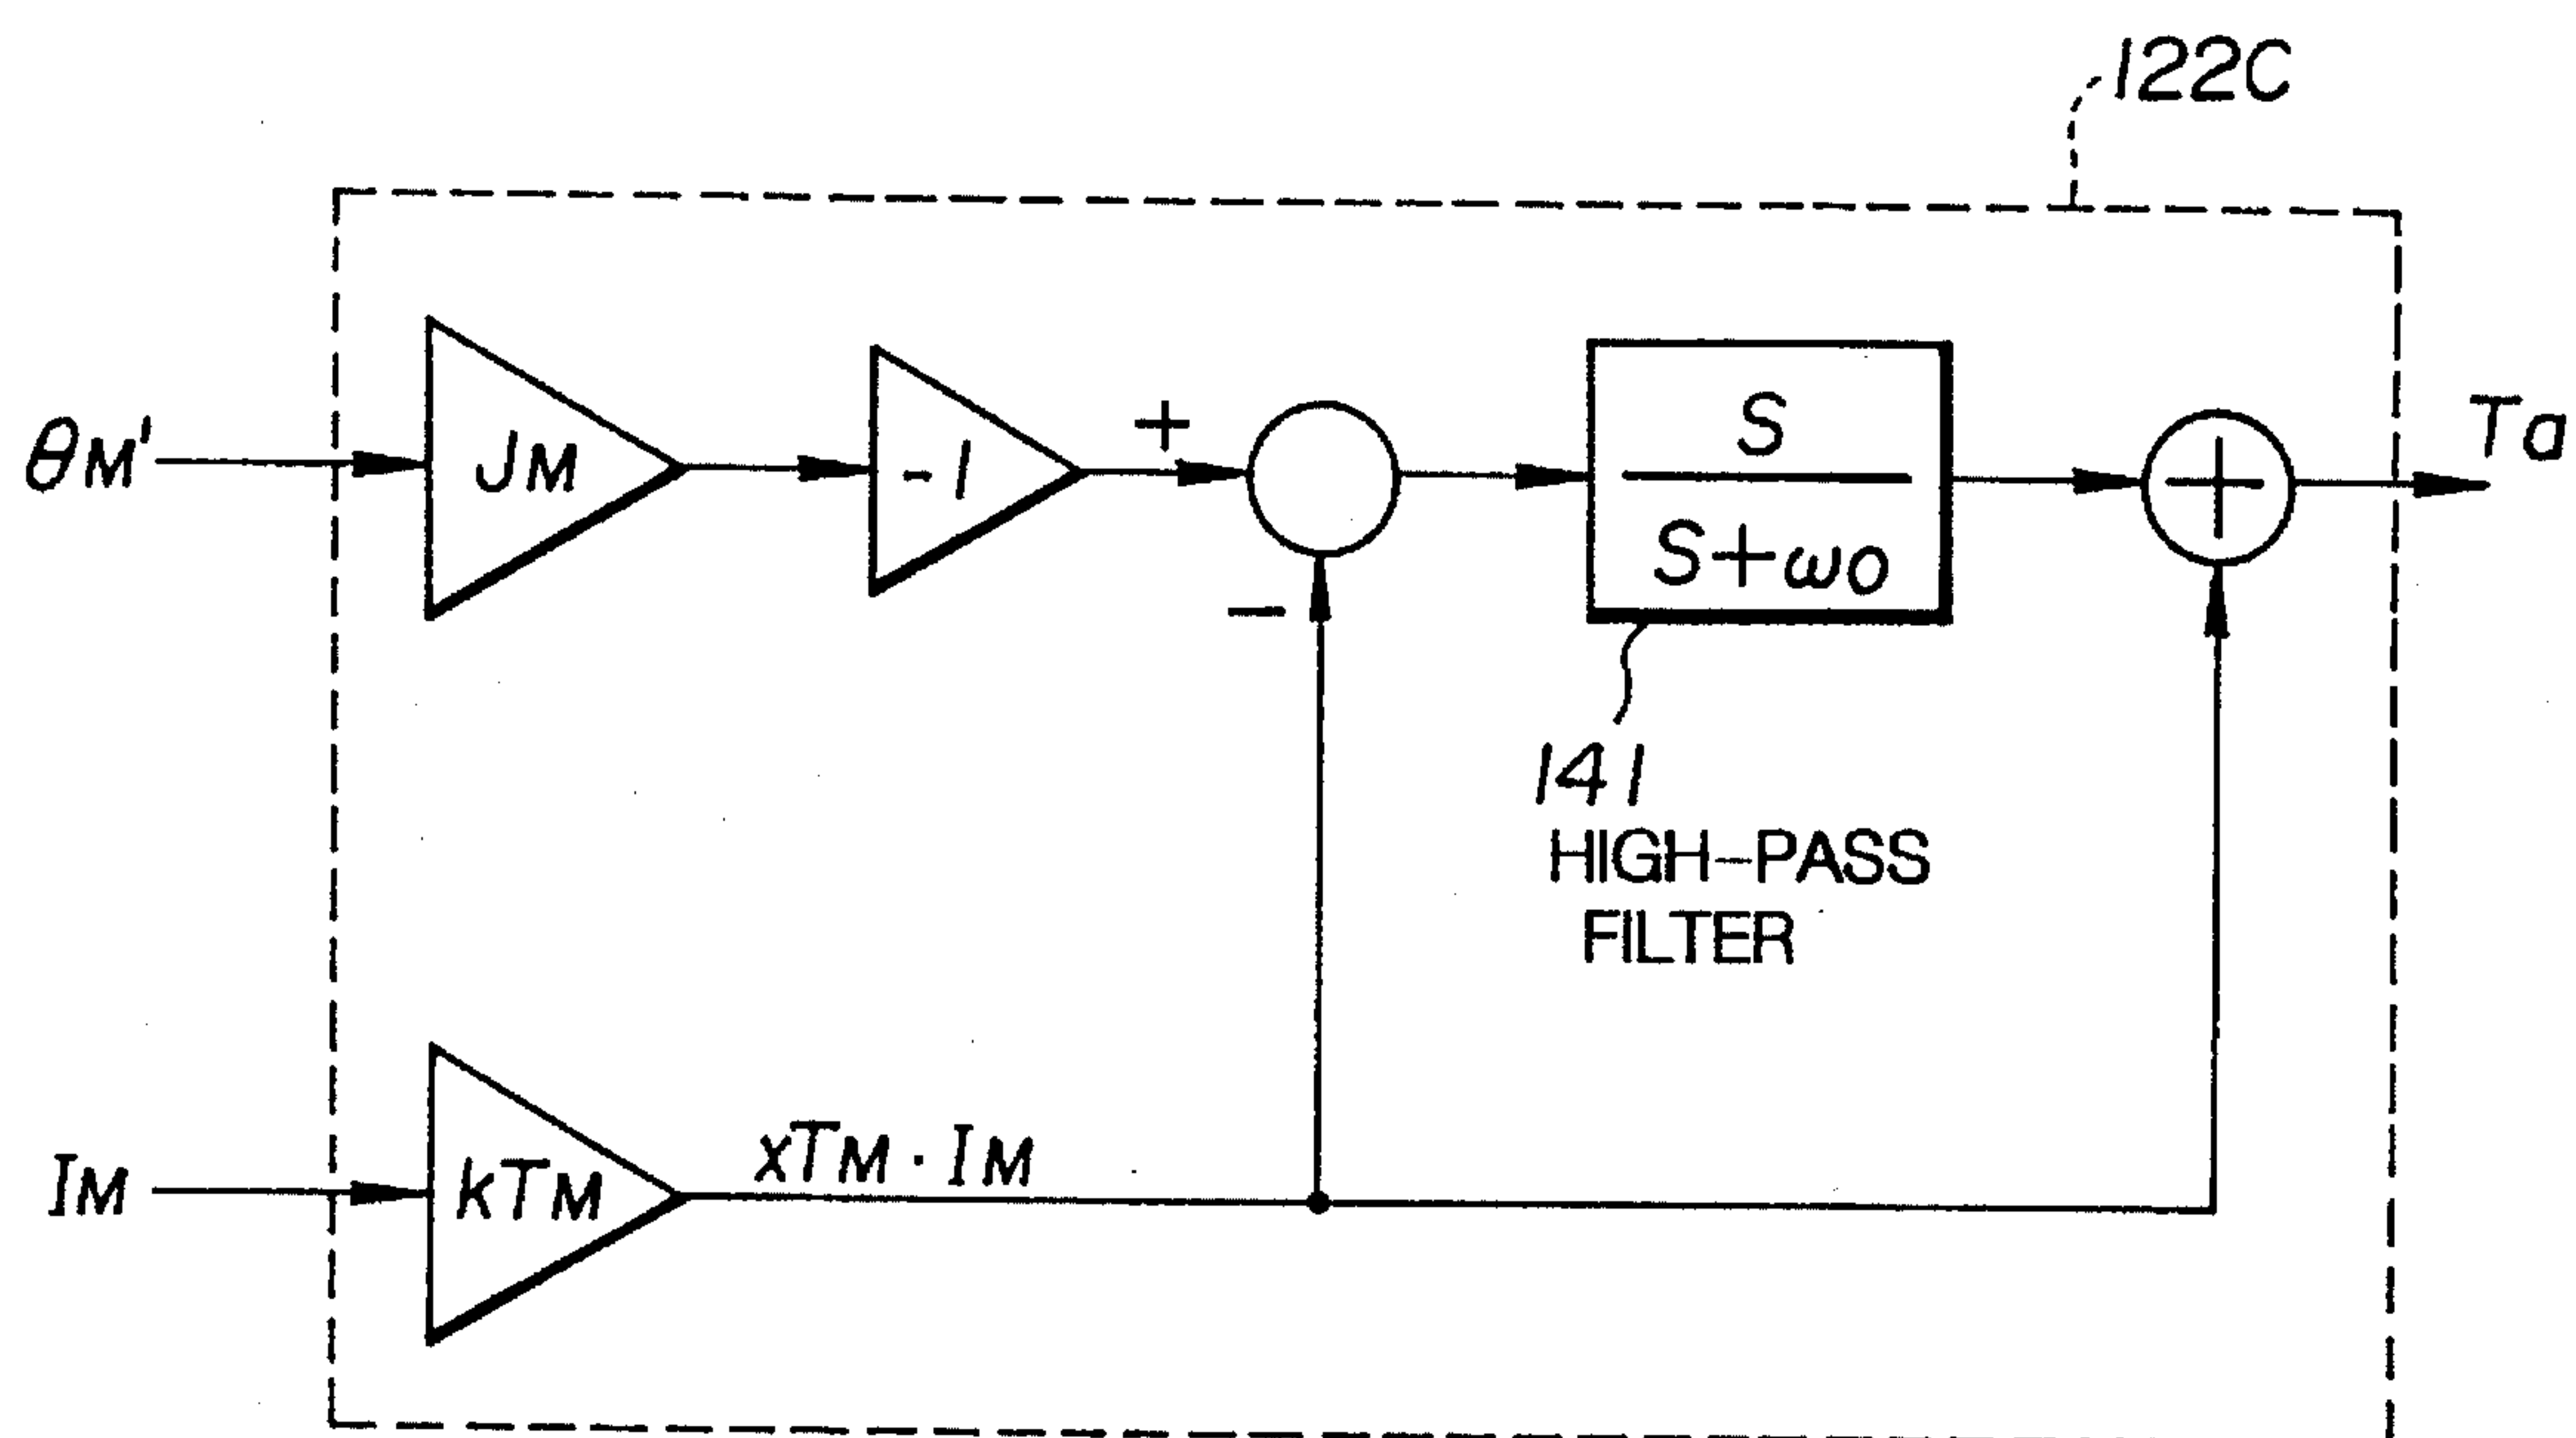 122C
θM'
JM
-1
+
-
S
S+ωo
+
Ta
141
HIGH-PASS
FILTER
IM
kTM
xTM · IM